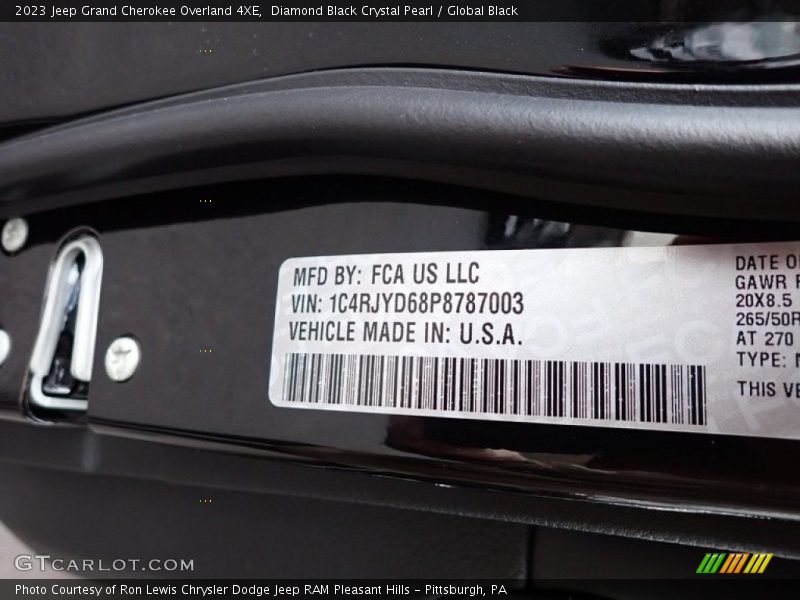 2023 Jeep Grand Cherokee Overland 4XE,  Diamond Black Crystal Pearl / Global Black
MFD BY: FCA US LLC
VIN: 1C4RJYD68P8787003
VEHICLE MADE IN: U.S.A.
DATE O
GAWR
20X8.5
265/50R
AT 270
TYPE:
THIS VE
GTCARLOT.COM
Photo Courtesy of Ron Lewis Chrysler Dodge Jeep RAM Pleasant Hills - Pittsburgh, PA